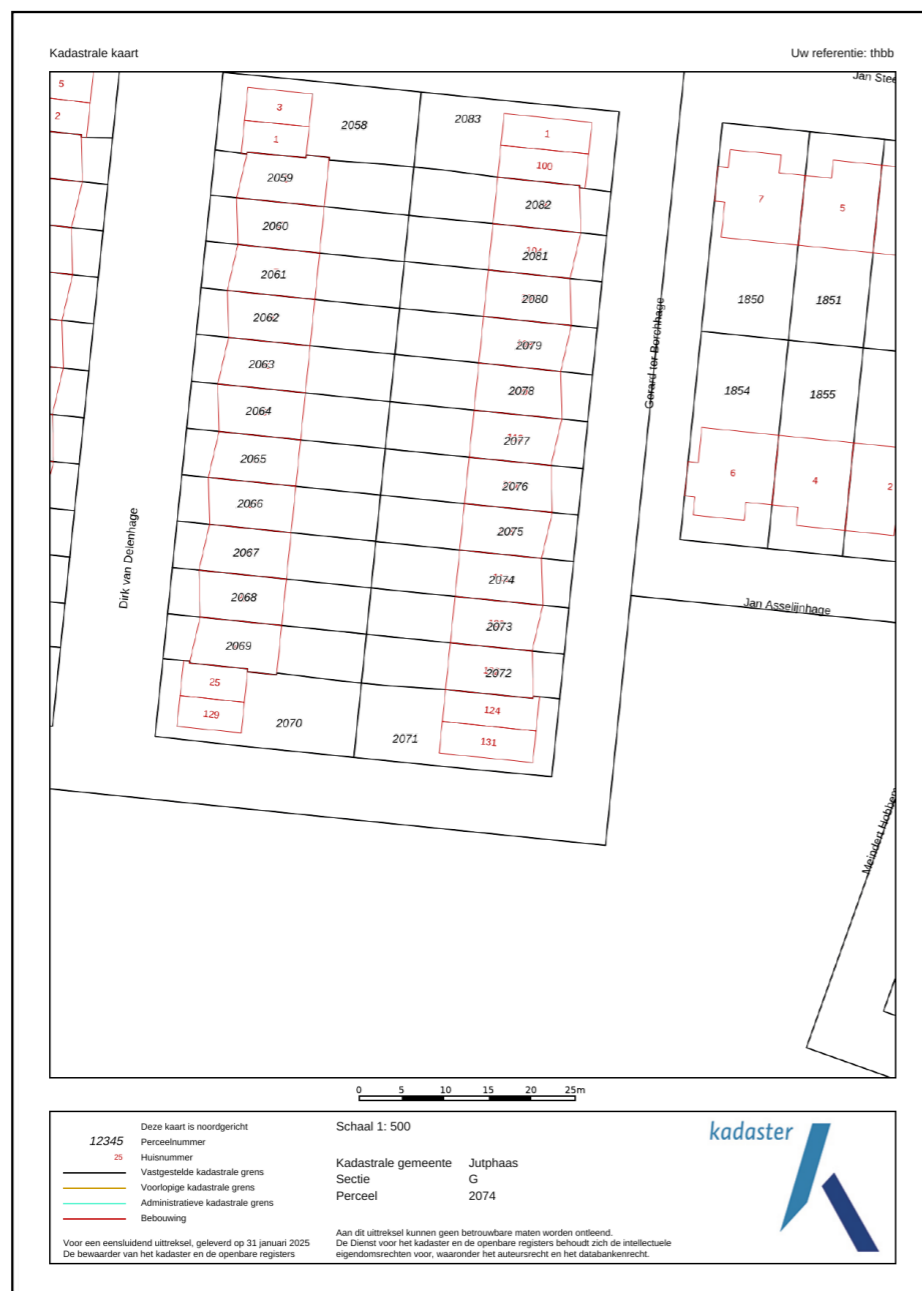 Kadastrale kaart
Uw referentie: thbb
Jan Stee
5
2
3
1
2058
2083
1
100
2059
2082
2060
2081
2061
2080
2062
2079
2063
2078
2064
2077
2065
2076
2066
2075
2067
2074
2068
2073
2069
2072
25
129
2070
2071
124
131
7
5
1850
1851
1854
1855
6
4
2
Dirk van Delenhage
Gerard ter Borchhage
Jan Asselijnhage
Meindert Hobbem
0 5 10 15 20 25m
Deze kaart is noordgericht
12345 Perceelnummer
25 Huisnummer
Vastgestelde kadastrale grens
Voorlopige kadastrale grens
Administratieve kadastrale grens
Bebouwing
Voor een eensluidend uittreksel, geleverd op 31 januari 2025
De bewaarder van het kadaster en de openbare registers
Schaal 1: 500
Kadastrale gemeente Jutphaas
Sectie G
Perceel 2074
Aan dit uittreksel kunnen geen betrouwbare maten worden ontleend.
De Dienst voor het kadaster en de openbare registers behoudt zich de intellectuele
eigendomsrechten voor, waaronder het auteursrecht en het databankenrecht.
kadaster